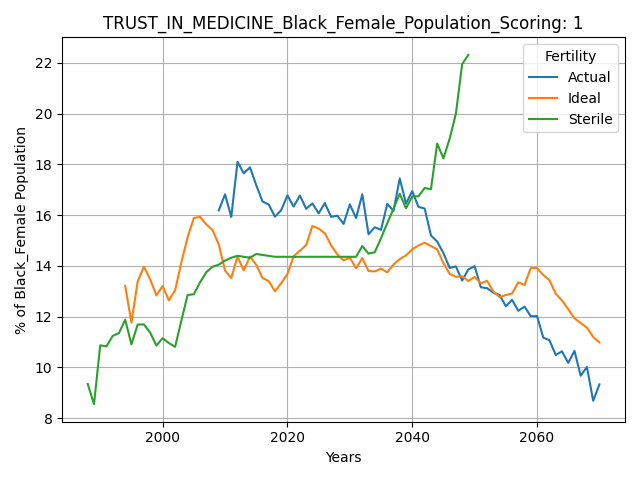 TRUST_IN_MEDICINE_Black_Female_Population_Scoring: 1
Fertility
Actual
Ideal
Sterile
% of Black_Female Population
22
20
18
16
14
12
10
8
2000 2020 2040 2060
Years